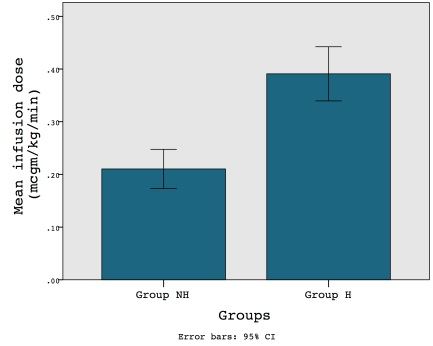 .50
.40
.30
.20
.10
.00
Mean infusion dose
(mcgm/kg/min)
Group NH
Group H
Groups
Error bars: 95% CI